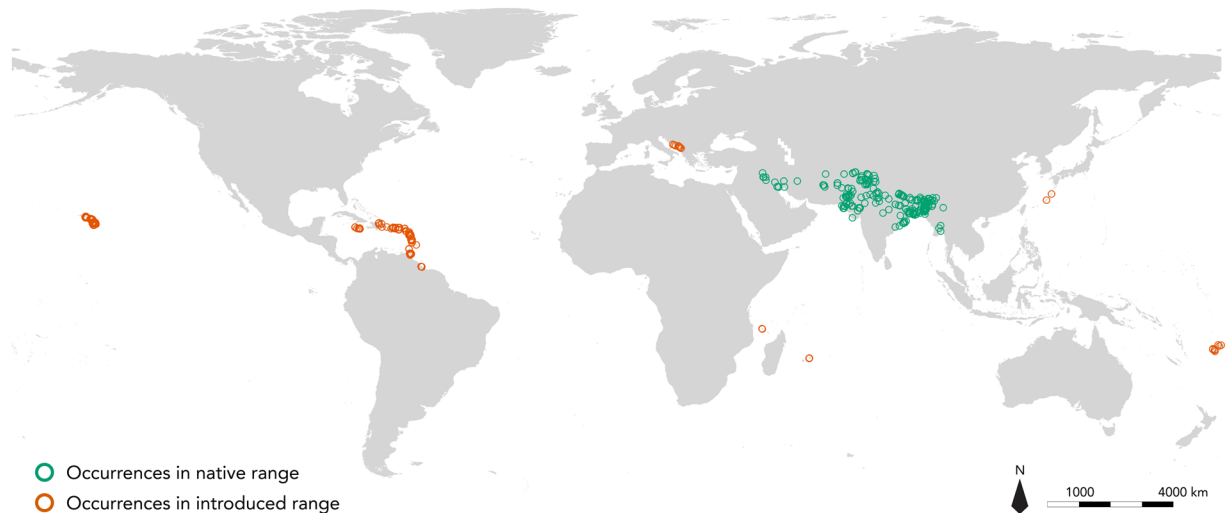 Occurrences in native range
Occurrences in introduced range
N
1000 4000 km